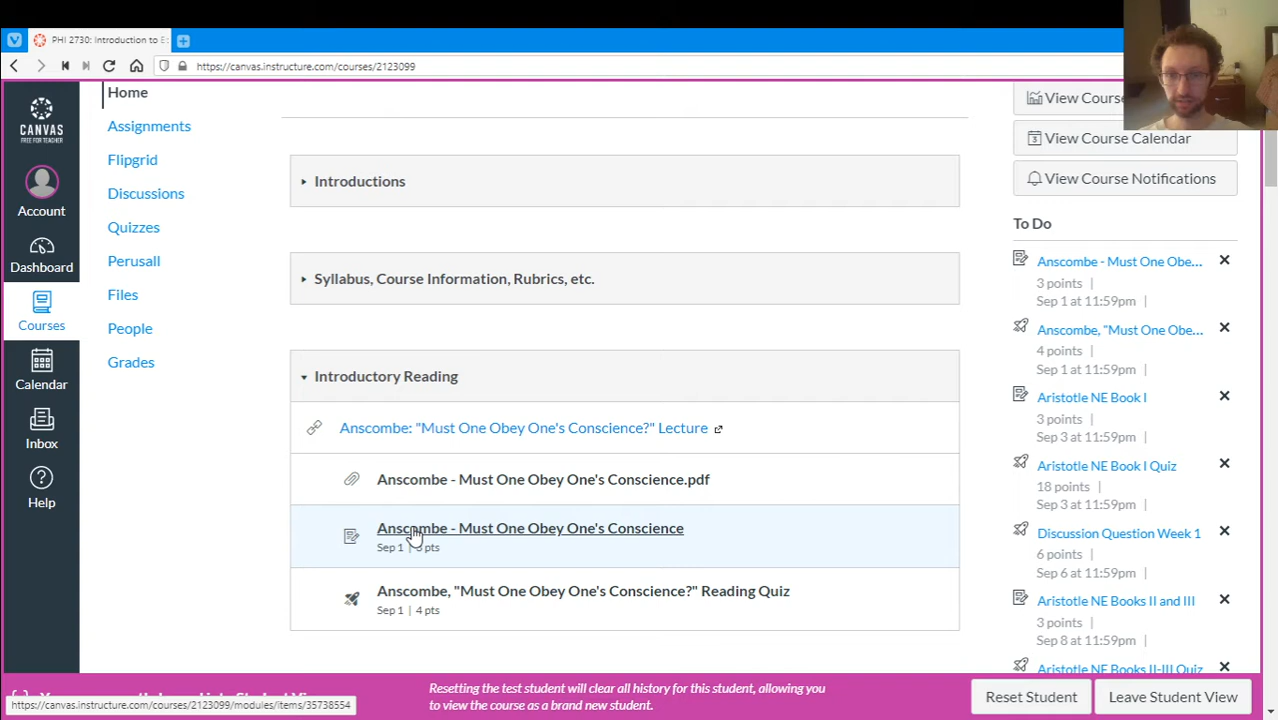 PHI 2730: Introduction to E
https://canvas.instructure.com/courses/2123099
CANVAS
FREE FOR TEACHER
Account
Dashboard
Courses
Calendar
Inbox
Help
Home
Assignments
Flipgrid
Discussions
Quizzes
Perusall
Files
People
Grades
Introductions
Syllabus, Course Information, Rubrics, etc.
Introductory Reading
Anscombe: "Must One Obey One's Conscience?" Lecture
Anscombe - Must One Obey One's Conscience.pdf
Anscombe - Must One Obey One's Conscience
Sep 1 | 3 pts
Anscombe, "Must One Obey One's Conscience?" Reading Quiz
Sep 1 | 4 pts
View Cours
View Course Calendar
3
View Course Notifications
To Do
Anscombe - Must One Obe...
3 points |
Sep 1 at 11:59pm |
Anscombe, "Must One Obe...
4 points |
Sep 1 at 11:59pm |
Aristotle NE Book I
3 points |
Sep 3 at 11:59pm |
Aristotle NE Book I Quiz
18 points |
Sep 3 at 11:59pm |
Discussion Question Week 1
6 points |
Sep 6 at 11:59pm |
Aristotle NE Books II and III
3 points |
Sep 8 at 11:59pm |
Aristotle NE Books II-III Quiz
Resetting the test student will clear all history for this student, allowing you
to view the course as a brand new student.
Reset Student
Leave Student View
https://canvas.instructure.com/courses/2123099/modules/items/35738554